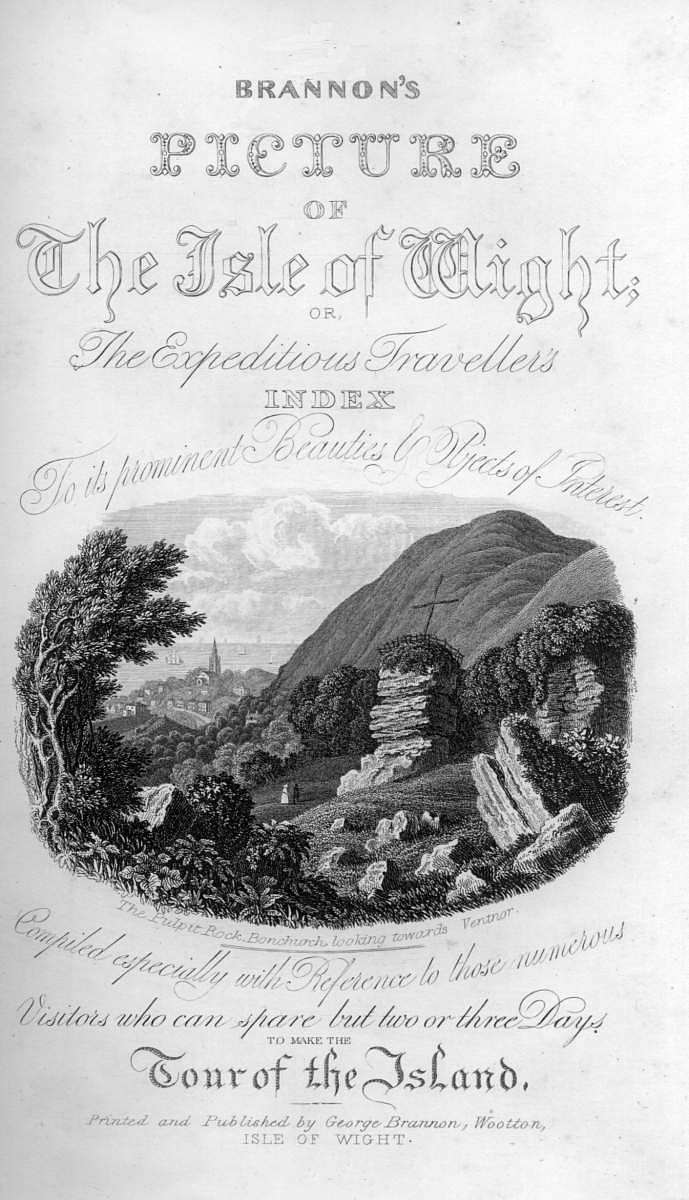 BRANNON'S
PICTURE
OF
The Isle of Wight;
OR,
The Expeditious Traveller's
INDEX
To its prominent Beauties & Objects of Interest.
The Pulpit Rock, Bonchurch, looking towards Ventnor.
Compiled especially with Reference to those numerous
Visitors who can spare but two or three Days.
TO MAKE THE
Tour of the Island.
Printed and Published by George Brannon, Wootton,
ISLE OF WIGHT.